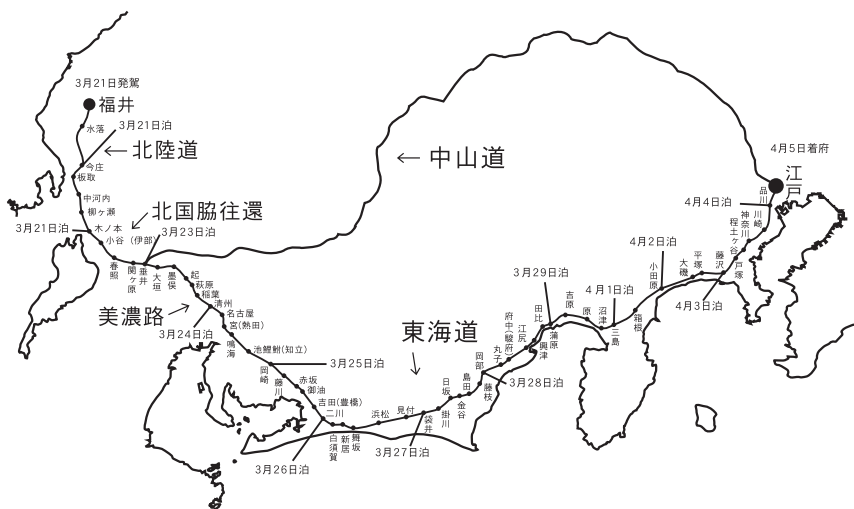 3月21日発駕
福井
水落
3月21日泊
北陸道
今庄
板取
中河内
柳ヶ瀬
北国脇往還
3月21日泊
木ノ本
小谷(伊部)
3月23日泊
春照
関ヶ原
垂井
大垣
墨俣
起
萩原
稲葉
清州
美濃路
3月24日泊
名古屋
宮(熱田)
鳴海
池鯉鮒(知立)
3月25日泊
岡崎
藤川
赤坂
御油
吉田(豊橋)
二川
3月26日泊
白須賀
新居
舞坂
浜松
見付
袋井
3月27日泊
掛川
日坂
金谷
島田
藤枝
3月28日泊
岡部
東海道
丸子
府中(駿府)
江尻
興津
田比
蒲原
3月29日泊
吉原
原
沼津
三島
4月1日泊
箱根
小田原
4月2日泊
大磯
平塚
藤沢
4月3日泊
戸塚
程土ヶ谷
神奈川
川崎
品川
4月4日泊
江戸
4月5日着府
中山道